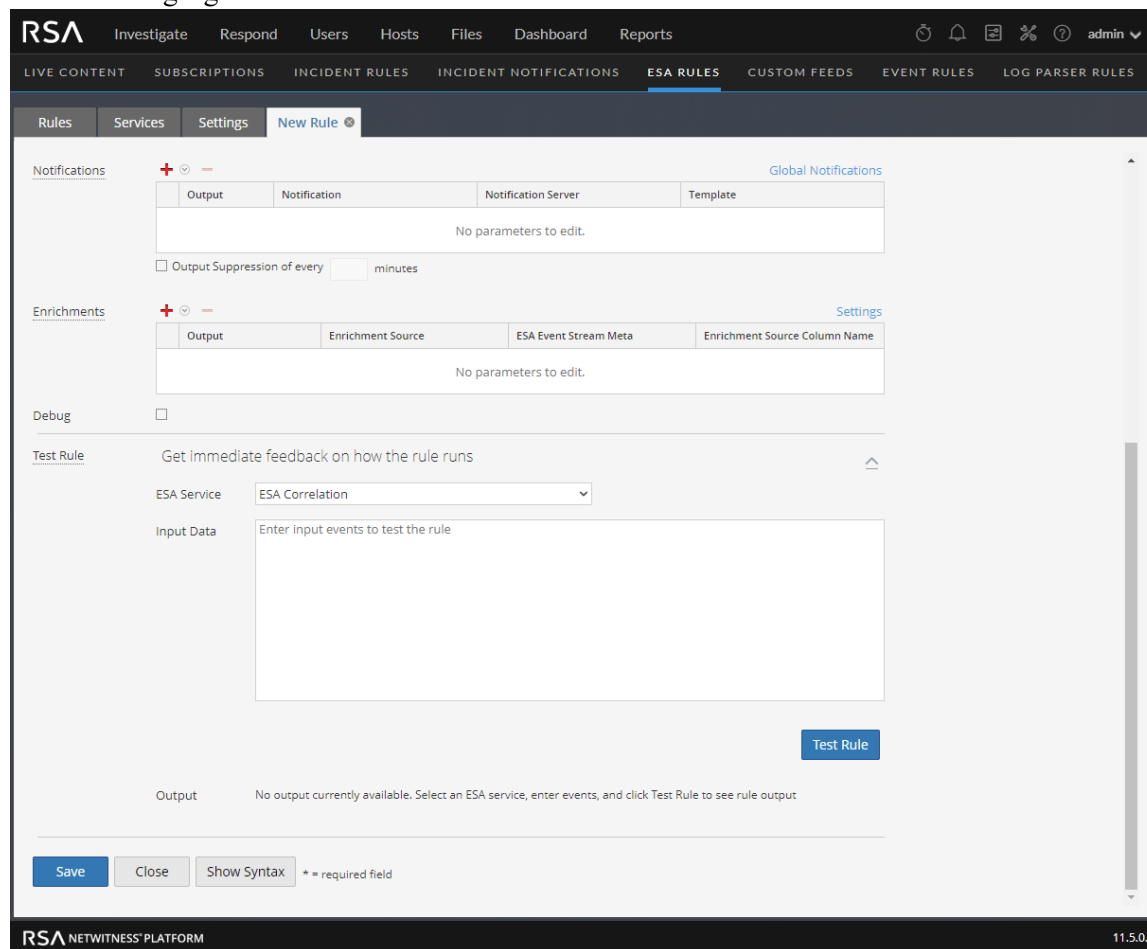 RSA Investigate Respond Users Hosts Files Dashboard Reports admin
LIVE CONTENT SUBSCRIPTIONS INCIDENT RULES INCIDENT NOTIFICATIONS ESA RULES CUSTOM FEEDS EVENT RULES LOG PARSER RULES
Rules Services Settings New Rule
Notifications Global Notifications
Output Notification Notification Server Template
No parameters to edit.
Output Suppression of every minutes
Enrichments Settings
Output Enrichment Source ESA Event Stream Meta Enrichment Source Column Name
No parameters to edit.
Debug
Test Rule Get immediate feedback on how the rule runs
ESA Service ESA Correlation
Input Data Enter input events to test the rule
Test Rule
Output No output currently available. Select an ESA service, enter events, and click Test Rule to see rule output
Save Close Show Syntax * = required field
RSA NETWITNESS® PLATFORM 11.5.0.